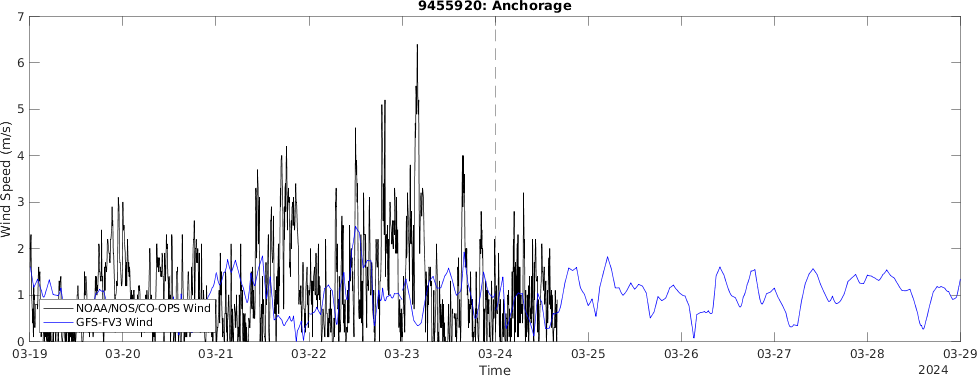 9455920: Anchorage
Wind Speed (m/s)
7
6
5
4
3
2
1
0
NOAA/NOS/CO-OPS Wind
GFS-FV3 Wind
03-19 03-20 03-21 03-22 03-23 03-24 03-25 03-26 03-27 03-28 03-29
Time
2024